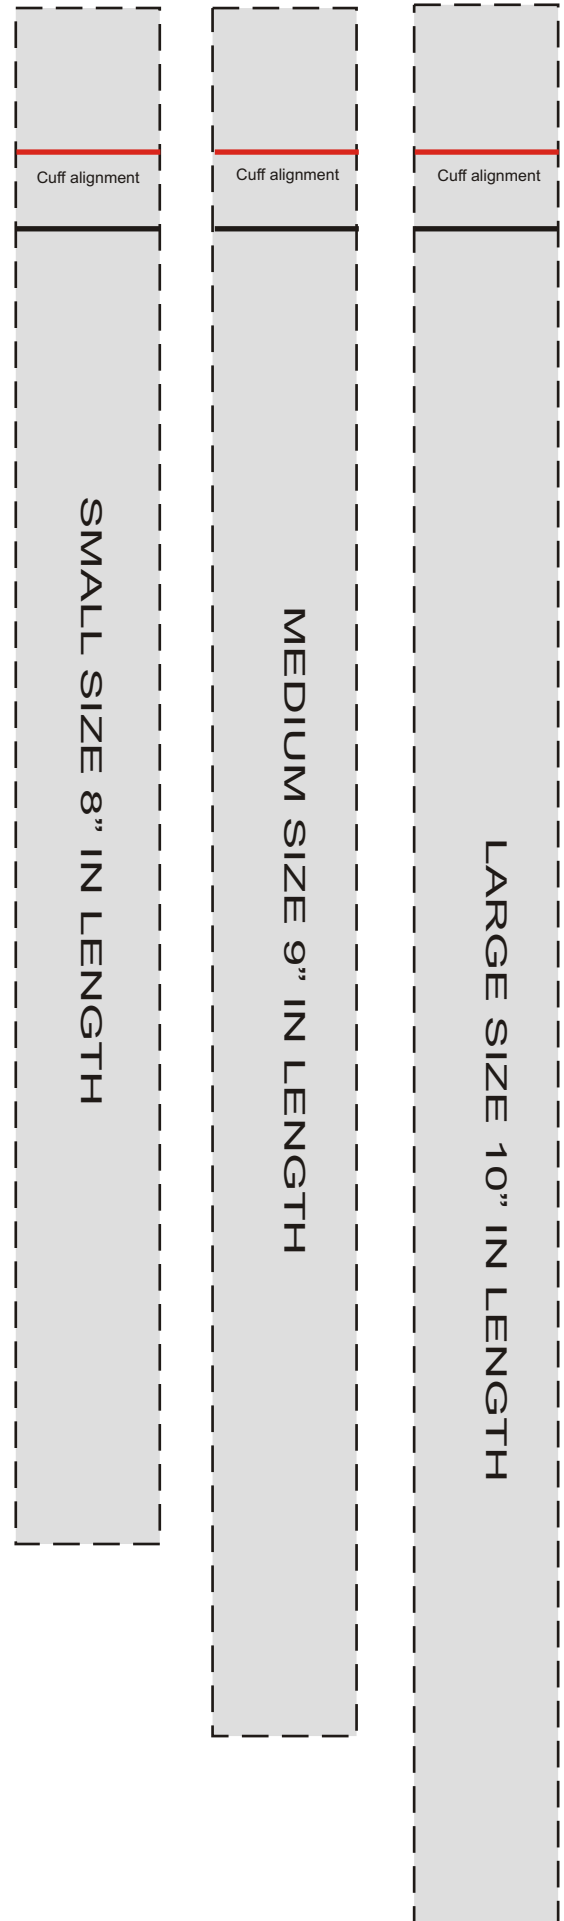 Cuff alignment
Cuff alignment
Cuff alignment
SMALL SIZE 8” IN LENGTH
MEDIUM SIZE 9” IN LENGTH
LARGE SIZE 10” IN LENGTH